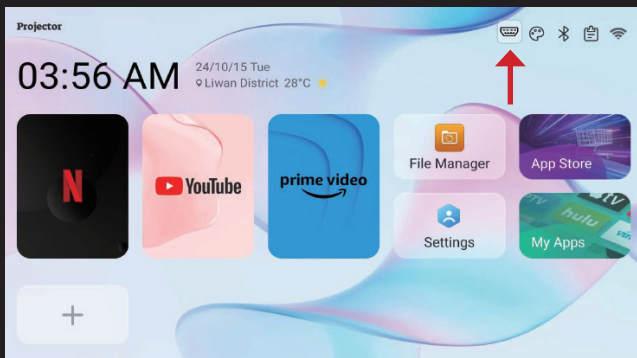 Projector
03:56 AM
24/10/15 Tue
Liwan District 28°C
N
YouTube
prime video
File Manager
App Store
Settings
tv
hulu
My Apps